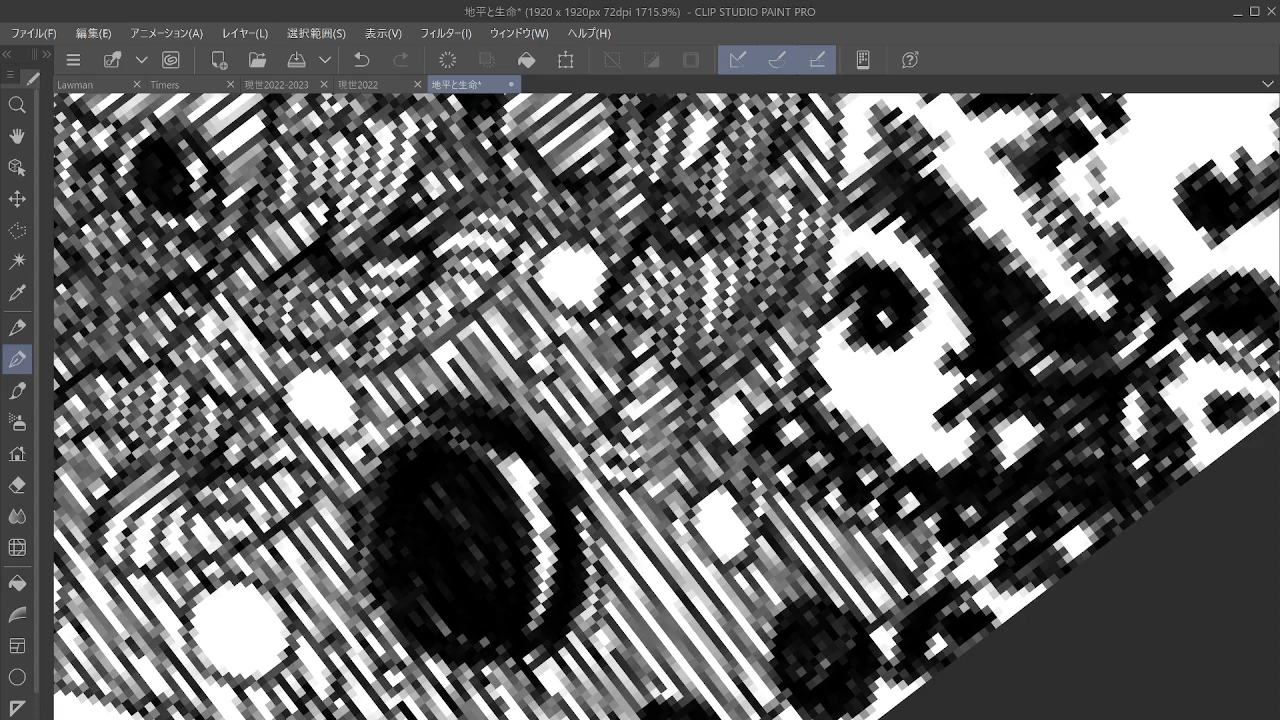 地平と生命* (1920 x 1920px 72dpi 1715.9%) - CLIP STUDIO PAINT PRO
ファイル(F) 編集(E) アニメーション(A) レイヤー(L) 選択範囲(S) 表示(V) フィルター(I) ウィンドウ(W) ヘルプ(H)
Lawman Timers 現世2022-2023 現世2022 地平と生命*